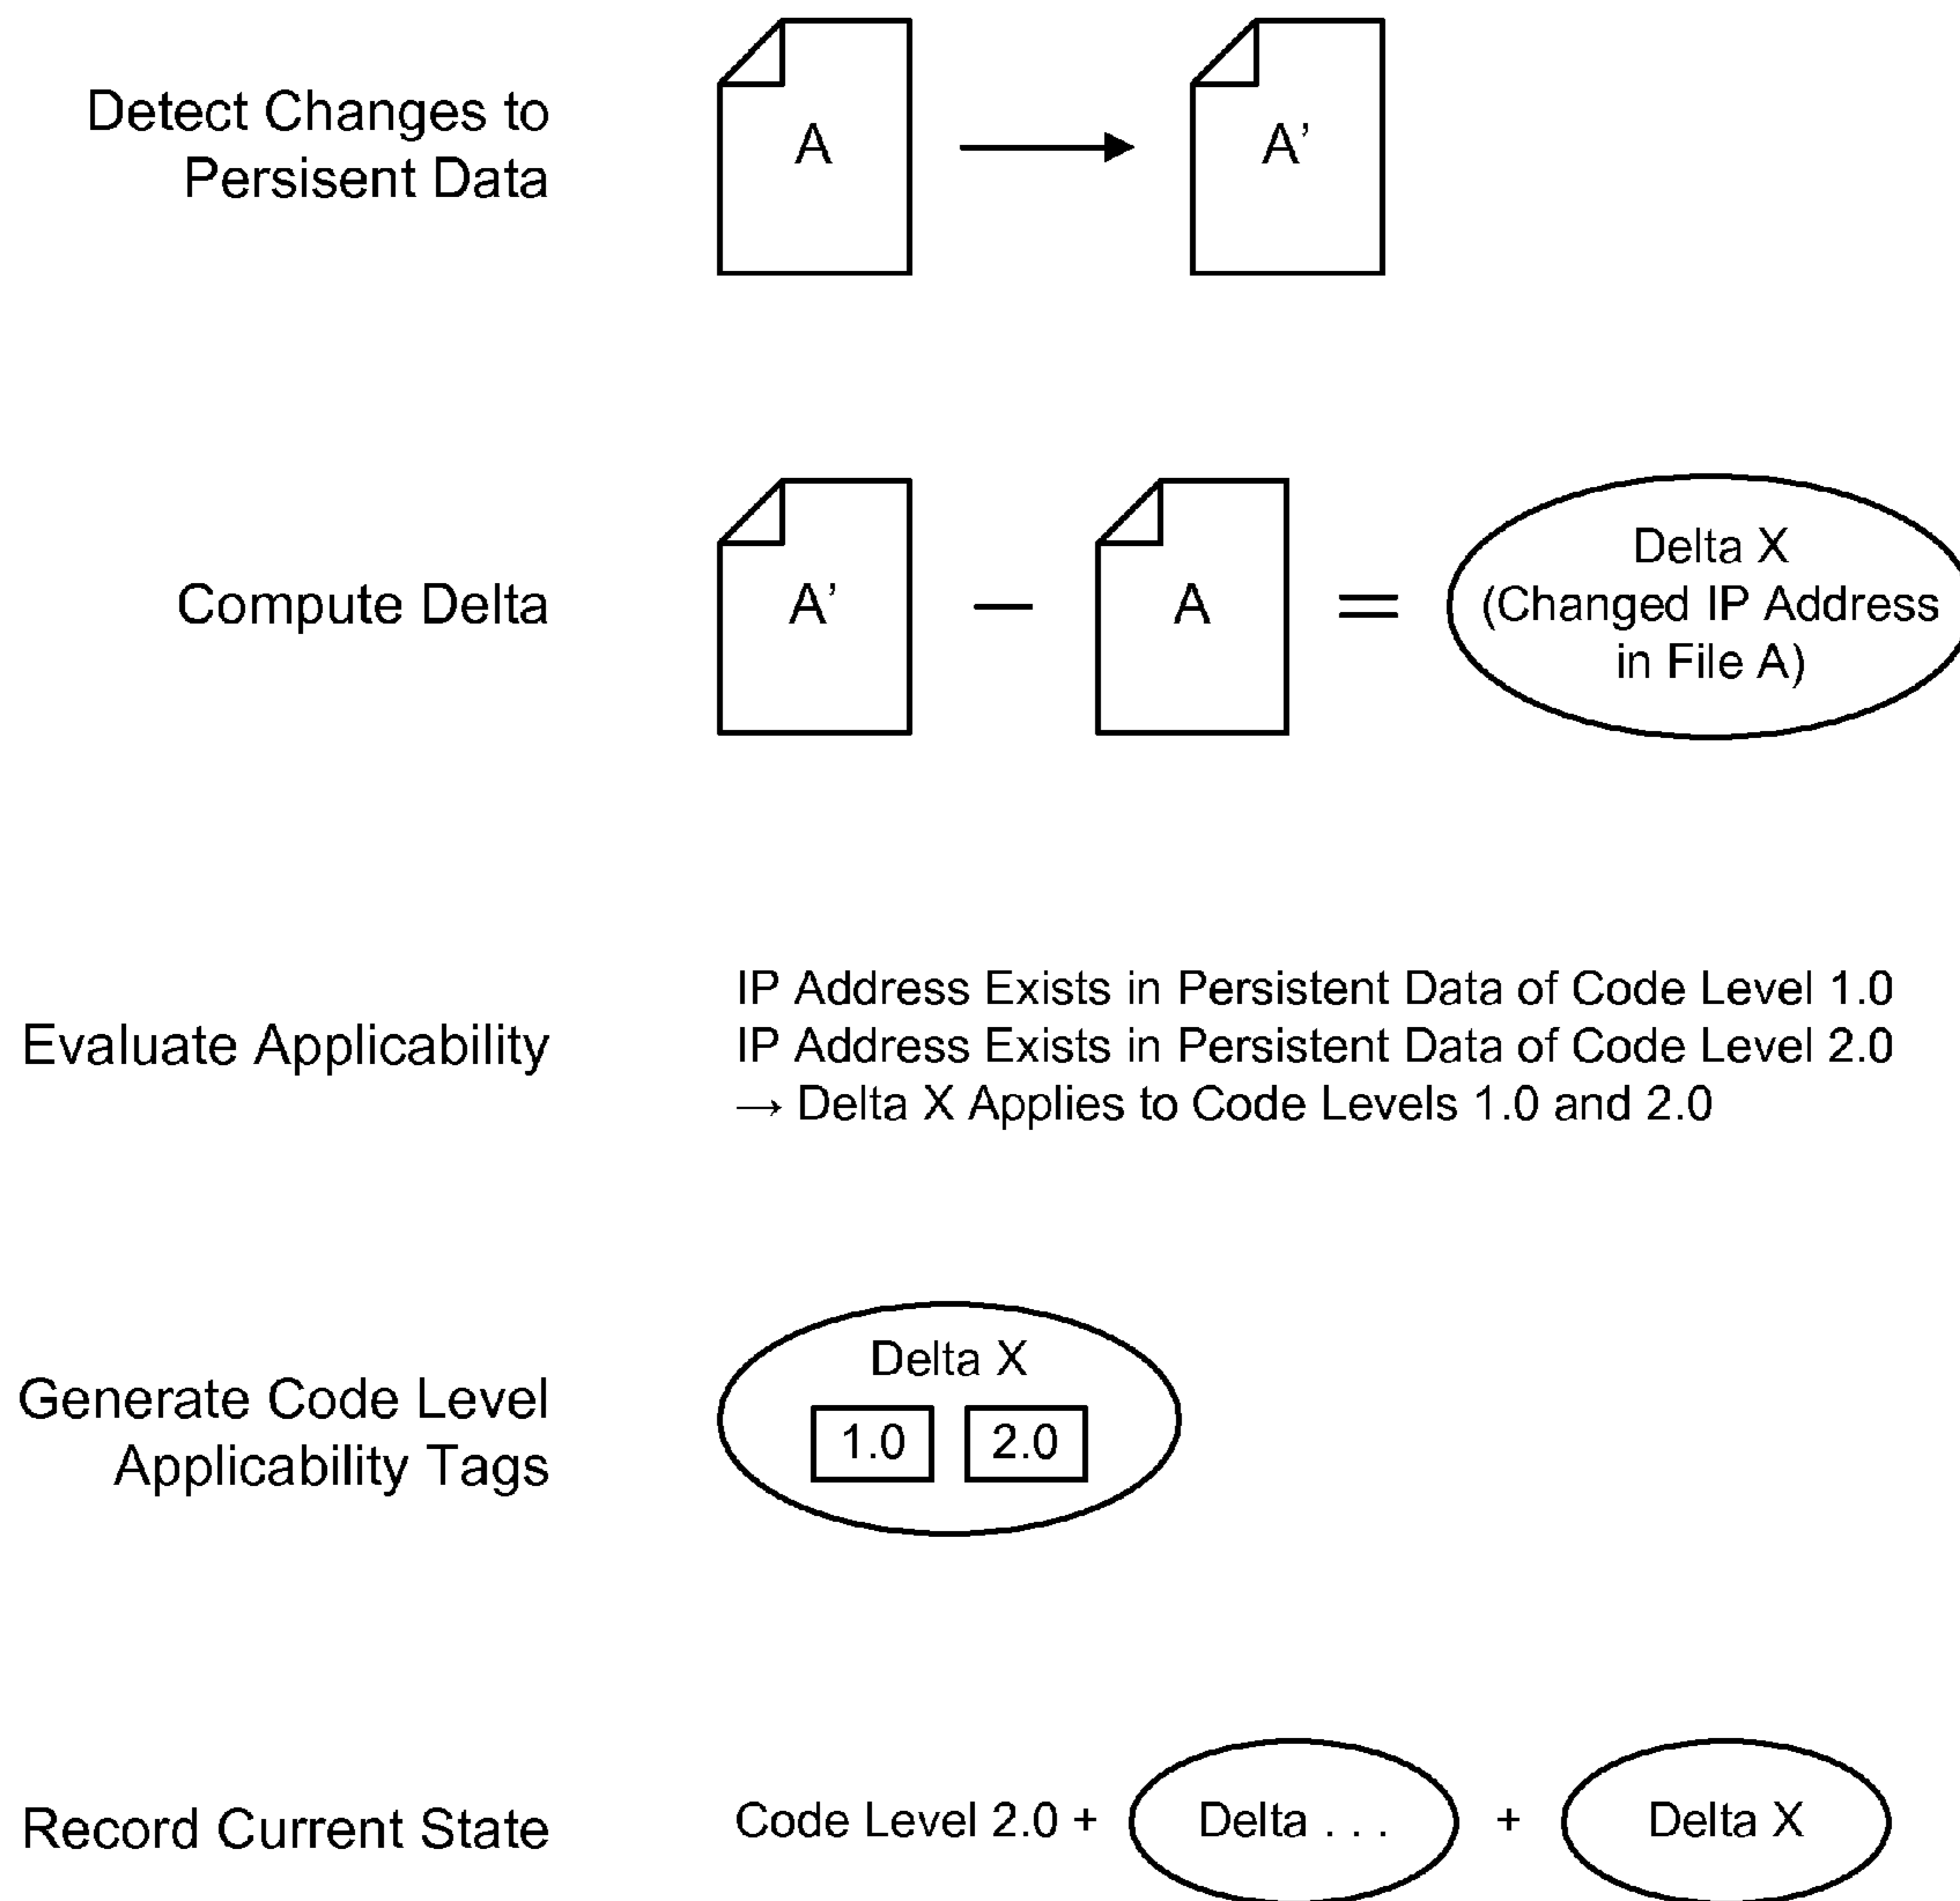 Detect Changes to
Persisent Data
A
A’
Compute Delta
A’ — A =
Delta X
(Changed IP Address
in File A)
Evaluate Applicability
IP Address Exists in Persistent Data of Code Level 1.0
IP Address Exists in Persistent Data of Code Level 2.0
→ Delta X Applies to Code Levels 1.0 and 2.0
Generate Code Level
Applicability Tags
Delta X
1.0 2.0
Record Current State
Code Level 2.0 + Delta . . . + Delta X